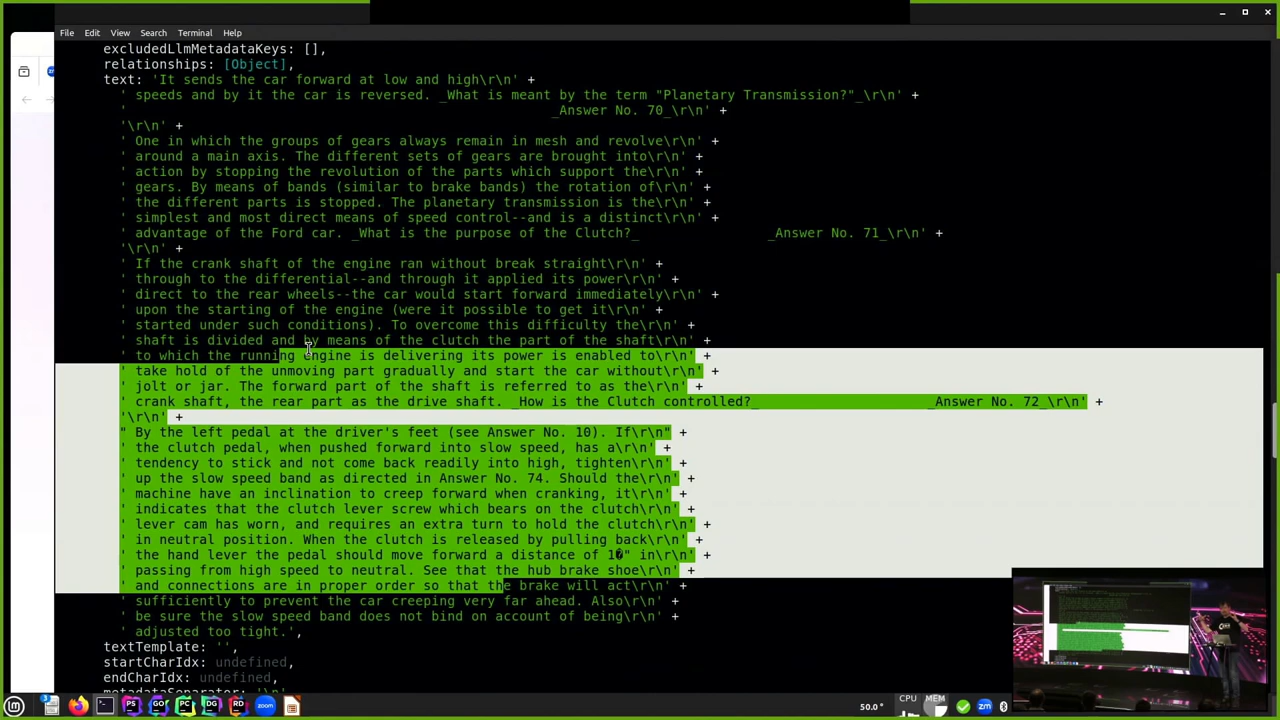 File Edit View Search Terminal Help
excludedLlmMetadataKeys: [],
relationships: [Object],
text: 'It sends the car forward at low and high\r\n' +
' speeds and by it the car is reversed. _What is meant by the term "Planetary Transmission?"_\r\n' +
' _Answer No. 70_\r\n' +
'\r\n' +
' One in which the groups of gears always remain in mesh and revolve\r\n' +
' around a main axis. The different sets of gears are brought into\r\n' +
' action by stopping the revolution of the parts which support the\r\n' +
' gears. By means of bands (similar to brake bands) the rotation of\r\n' +
' the different parts is stopped. The planetary transmission is the\r\n' +
' simplest and most direct means of speed control--and is a distinct\r\n' +
' advantage of the Ford car. _What is the purpose of the Clutch?_ _Answer No. 71_\r\n' +
'\r\n' +
' If the crank shaft of the engine ran without break straight\r\n' +
' through to the differential--and through it applied its power\r\n' +
' direct to the rear wheels--the car would start forward immediately\r\n' +
' upon the starting of the engine (were it possible to get it\r\n' +
' started under such conditions). To overcome this difficulty the\r\n' +
' shaft is divided and by means of the clutch the part of the shaft\r\n' +
' to which the running engine is delivering its power is enabled to\r\n' +
' take hold of the unmoving part gradually and start the car without\r\n' +
' jolt or jar. The forward part of the shaft is referred to as the\r\n' +
' crank shaft, the rear part as the drive shaft. _How is the Clutch controlled?_ _Answer No. 72_\r\n' +
'\r\n' +
" By the left pedal at the driver's feet (see Answer No. 10). If\r\n" +
' the clutch pedal, when pushed forward into slow speed, has a\r\n' +
' tendency to stick and not come back readily into high, tighten\r\n' +
' up the slow speed band as directed in Answer No. 74. Should the\r\n' +
' machine have an inclination to creep forward when cranking, it\r\n' +
' indicates that the clutch lever screw which bears on the clutch\r\n' +
' lever cam has worn, and requires an extra turn to hold the clutch\r\n' +
' in neutral position. When the clutch is released by pulling back\r\n' +
' the hand lever the pedal should move forward a distance of 1�" in\r\n' +
' passing from high speed to neutral. See that the hub brake shoe\r\n' +
' and connections are in proper order so that the brake will act\r\n' +
' sufficiently to prevent the car creeping very far ahead. Also\r\n' +
' be sure the slow speed band does not bind on account of being\r\n' +
' adjusted too tight.',
textTemplate: '',
startCharIdx: undefined,
endCharIdx: undefined,
metadataSeparator: '\n'
3 PS GO PC DG RD zoom 50.0° CPU MEM zm